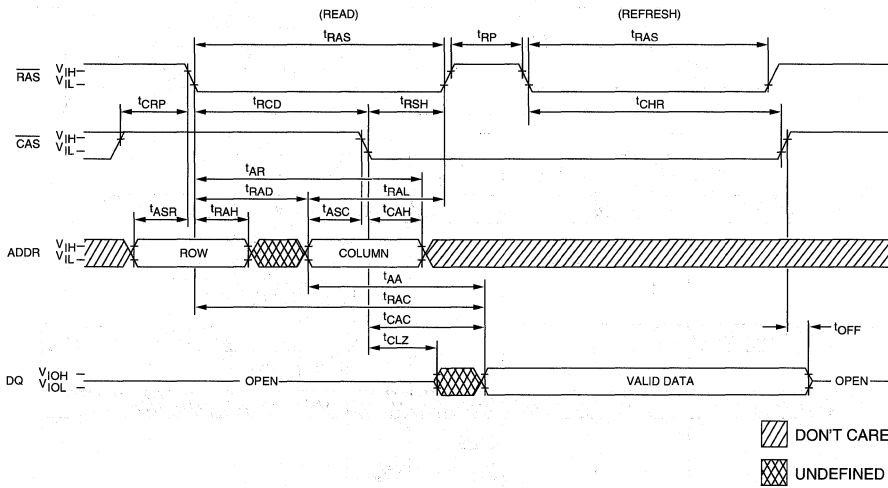 (READ) (REFRESH)
tRAS tRP tRAS
RAS VIH VIL
tCRP tRCD tRSH tCHR
CAS VIH VIL
tAR
tRAD tRAL
tASR tRAH tASC tCAH
ADDR VIH VIL ROW COLUMN
tAA
tRAC
tCAC
tCLZ tOFF
DQ VIOH VIOL OPEN VALID DATA OPEN
DON'T CARE
UNDEFINED